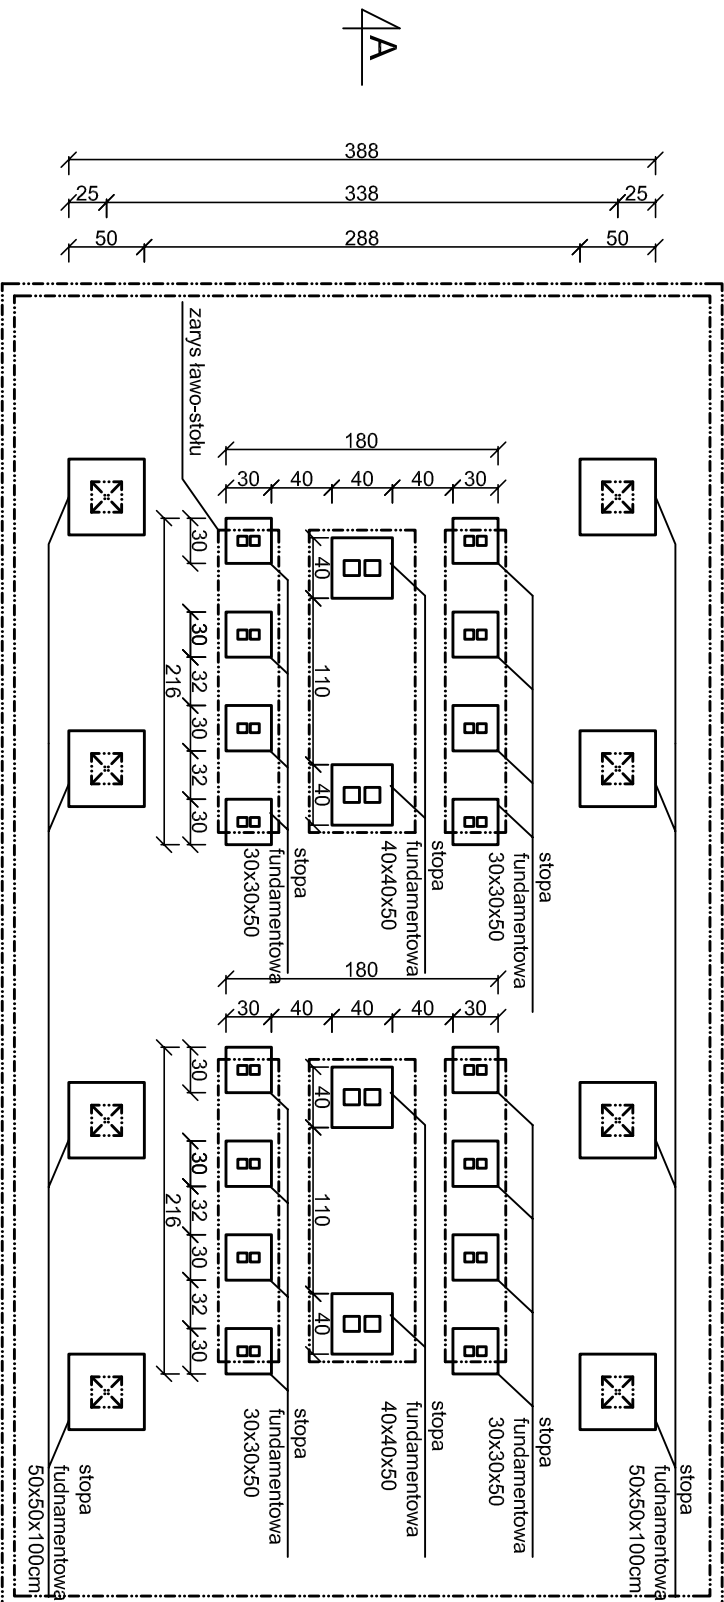 A
388
25
338
25
50
288
50
zarys ławo-stołu
180
30
40
40
40
30
30
30
32
30
32
30
216
40
110
40
stopa
fundamentowa
30x30x50
stopa
fundamentowa
40x40x50
stopa
fundamentowa
30x30x50
180
30
40
40
40
30
30
30
32
30
32
30
216
40
110
40
stopa
fundamentowa
30x30x50
stopa
fundamentowa
40x40x50
stopa
fundamentowa
30x30x50
stopa
fudnamentowa
50x50x100cm
stopa
fudnamentowa
50x50x100cm